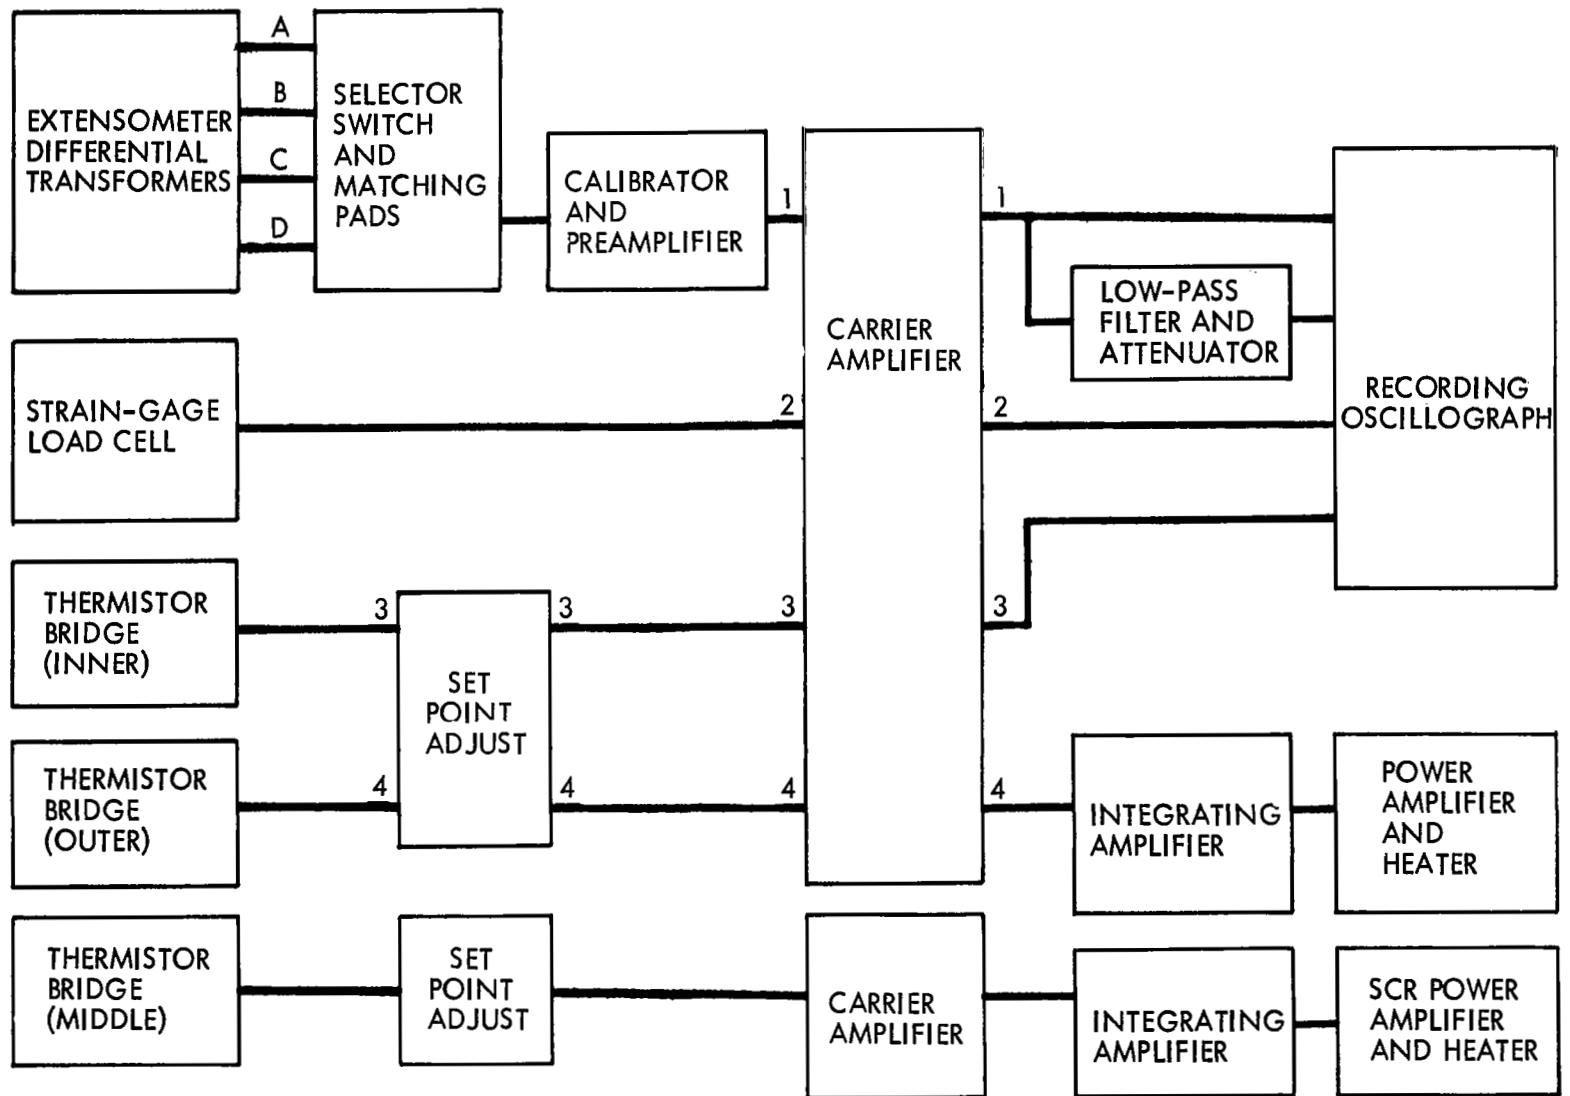 A
B
C
D
EXTENSOMETER
DIFFERENTIAL
TRANSFORMERS
SELECTOR
SWITCH
AND
MATCHING
PADS
CALIBRATOR
AND
PREAMPLIFIER
1
CARRIER
AMPLIFIER
1
LOW-PASS
FILTER AND
ATTENUATOR
RECORDING
OSCILLOGRAPH
STRAIN-GAGE
LOAD CELL
2
2
THERMISTOR
BRIDGE
(INNER)
3
SET
POINT
ADJUST
3
3
3
THERMISTOR
BRIDGE
(OUTER)
4
4
4
4
INTEGRATING
AMPLIFIER
POWER
AMPLIFIER
AND
HEATER
THERMISTOR
BRIDGE
(MIDDLE)
SET
POINT
ADJUST
CARRIER
AMPLIFIER
INTEGRATING
AMPLIFIER
SCR POWER
AMPLIFIER
AND HEATER